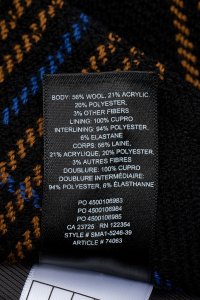 BODY: 56% WOOL, 21% ACRYLIC,
20% POLYESTER,
3% OTHER FIBERS
LINING: 100% CUPRO
INTERLINING: 94% POLYESTER,
6% ELASTANE
CORPS: 56% LAINE,
21% ACRYLIQUE, 20% POLYESTER,
3% AUTRES FIBRES
DOUBLURE: 100% CUPRO
DOUBLURE INTERMÉDIAIRE:
94% POLYESTER, 6% ÉLASTHANNE
PO 4500106983
PO 4500106984
PO 4500106985
CA 23725 RN 122364
STYLE # SMA1-3246-39
ARTICLE # 74063